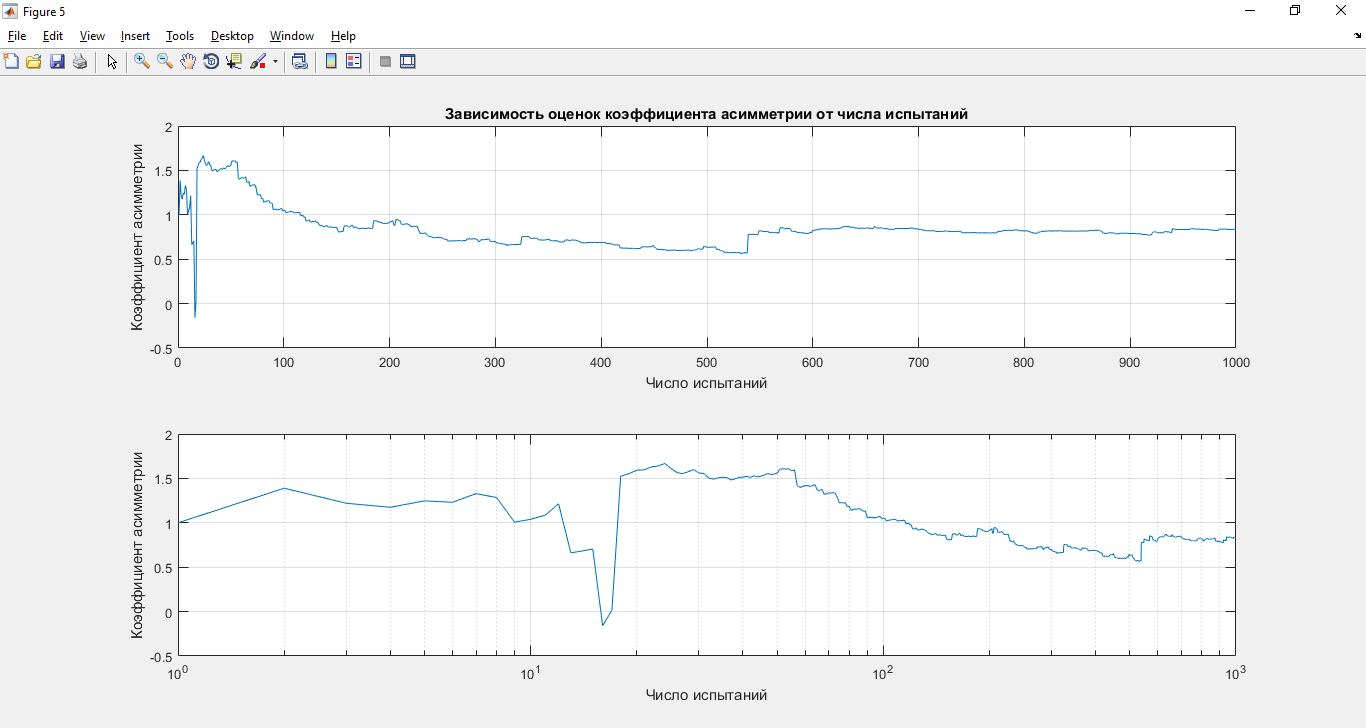 Figure 5
File Edit View Insert Tools Desktop Window Help
Зависимость оценок коэффициента асимметрии от числа испытаний
Коэффициент асимметрии
2
1.5
1
0.5
0
-0.5
0 100 200 300 400 500 600 700 800 900 1000
Число испытаний
Коэффициент асимметрии
2
1.5
1
0.5
0
-0.5
10^0 10^1 10^2 10^3
Число испытаний